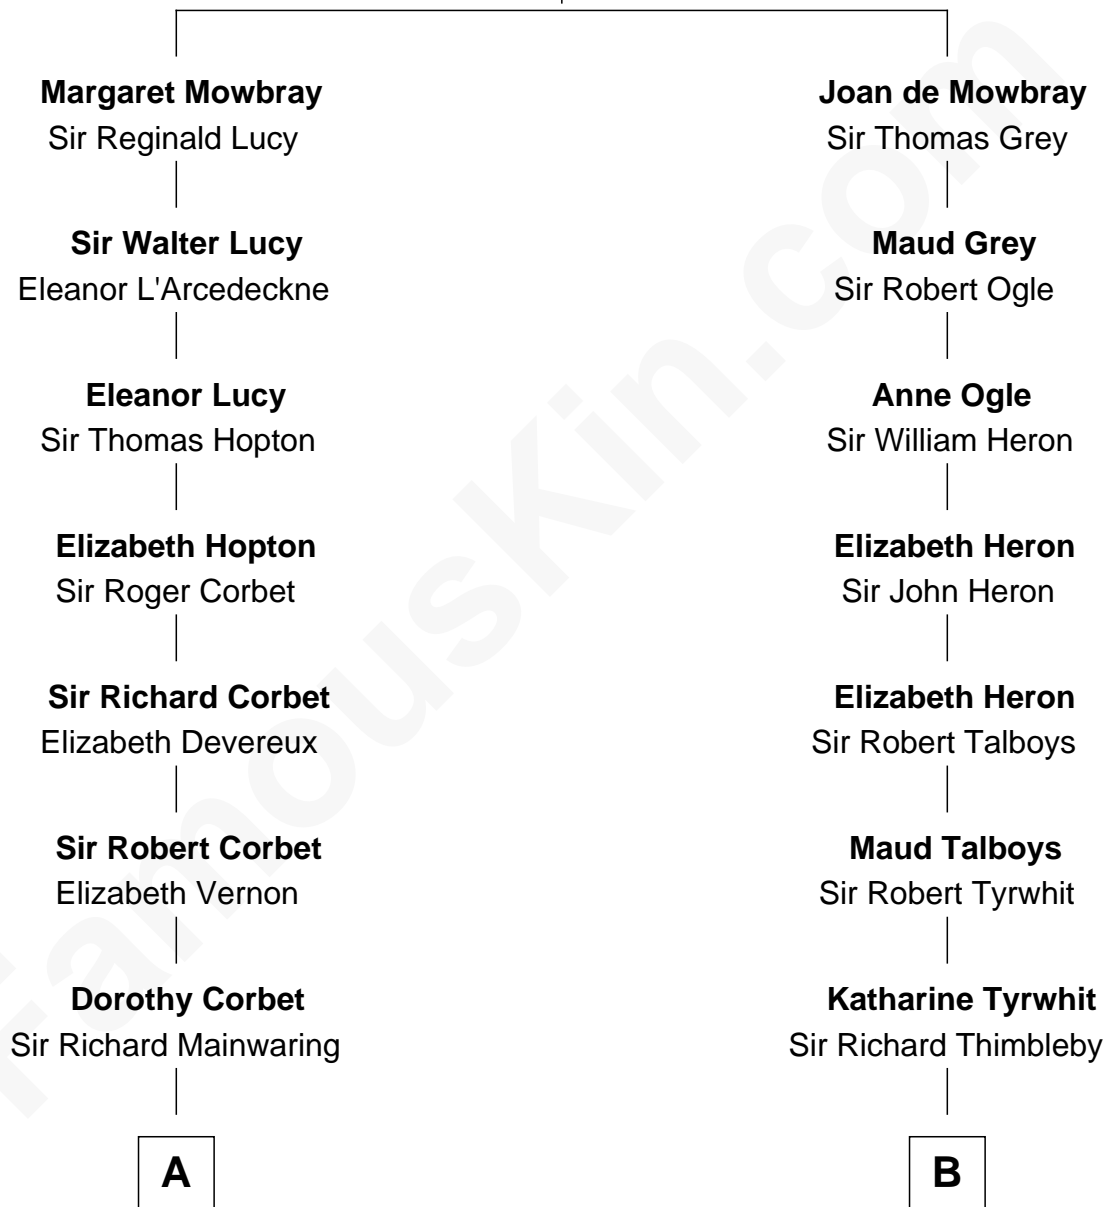 Margaret Mowbray
Sir Reginald Lucy
Sir Walter Lucy
Eleanor L'Arcedeckne
Eleanor Lucy
Sir Thomas Hopton
Elizabeth Hopton
Sir Roger Corbet
Sir Richard Corbet
Elizabeth Devereux
Sir Robert Corbet
Elizabeth Vernon
Dorothy Corbet
Sir Richard Mainwaring
A
Joan de Mowbray
Sir Thomas Grey
Maud Grey
Sir Robert Ogle
Anne Ogle
Sir William Heron
Elizabeth Heron
Sir John Heron
Elizabeth Heron
Sir Robert Talboys
Maud Talboys
Sir Robert Tyrwhit
Katharine Tyrwhit
Sir Richard Thimbleby
B
FamousKin.com